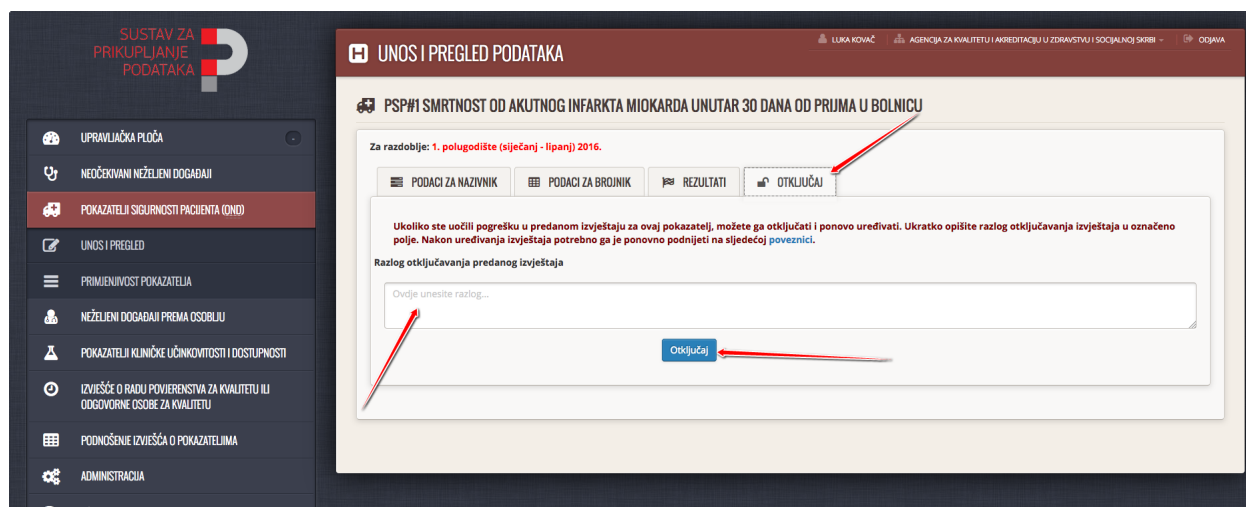 SUSTAV ZA
PRIKUPLJANJE
PODATAKA
UPRAVLJAČKA PLOČA
NEOČEKIVANI NEŽELJENI DOGAĐAJI
POKAZATELJI SIGURNOSTI PACIJENTA (QND)
UNOS I PREGLED
PRIMJENJIVOST POKAZATELJA
NEŽELJENI DOGAĐAJI PREMA OSOBLJU
POKAZATELJI KLINIČKE UČINKOVITOSTI I DOSTUPNOSTI
IZVJEŠĆE O RADU POVJERENSTVA ZA KVALITETU ILI
ODGOVORNE OSOBE ZA KVALITETU
PODNOŠENJE IZVJEŠĆA O POKAZATELJIMA
ADMINISTRACIJA
LUKA KOVAČ AGENCIJA ZA KVALITETU I AKREDITACIJU U ZDRAVSTVU I SOCIJALNOJ SKRBI ODJAVA
H UNOS I PREGLED PODATAKA
PSP#1 SMRTNOST OD AKUTNOG INFARKTA MIOKARDA UNUTAR 30 DANA OD PRIJMA U BOLNICU
Za razdoblje: 1. polugodište (siječanj - lipanj) 2016.
PODACI ZA NAZIVNIK PODACI ZA BROJNIK REZULTATI OTKLJUČAJ
Ukoliko ste uočili pogrešku u predanom izvještaju za ovaj pokazatelj, možete ga otključati i ponovo uređivati. Ukratko opišite razlog otključavanja izvještaja u označeno
polje. Nakon uređivanja izvještaja potrebno ga je ponovno podnijeti na sljedećoj poveznici.
Razlog otključavanja predanog izvještaja
Ovdje unesite razlog...
Otključaj